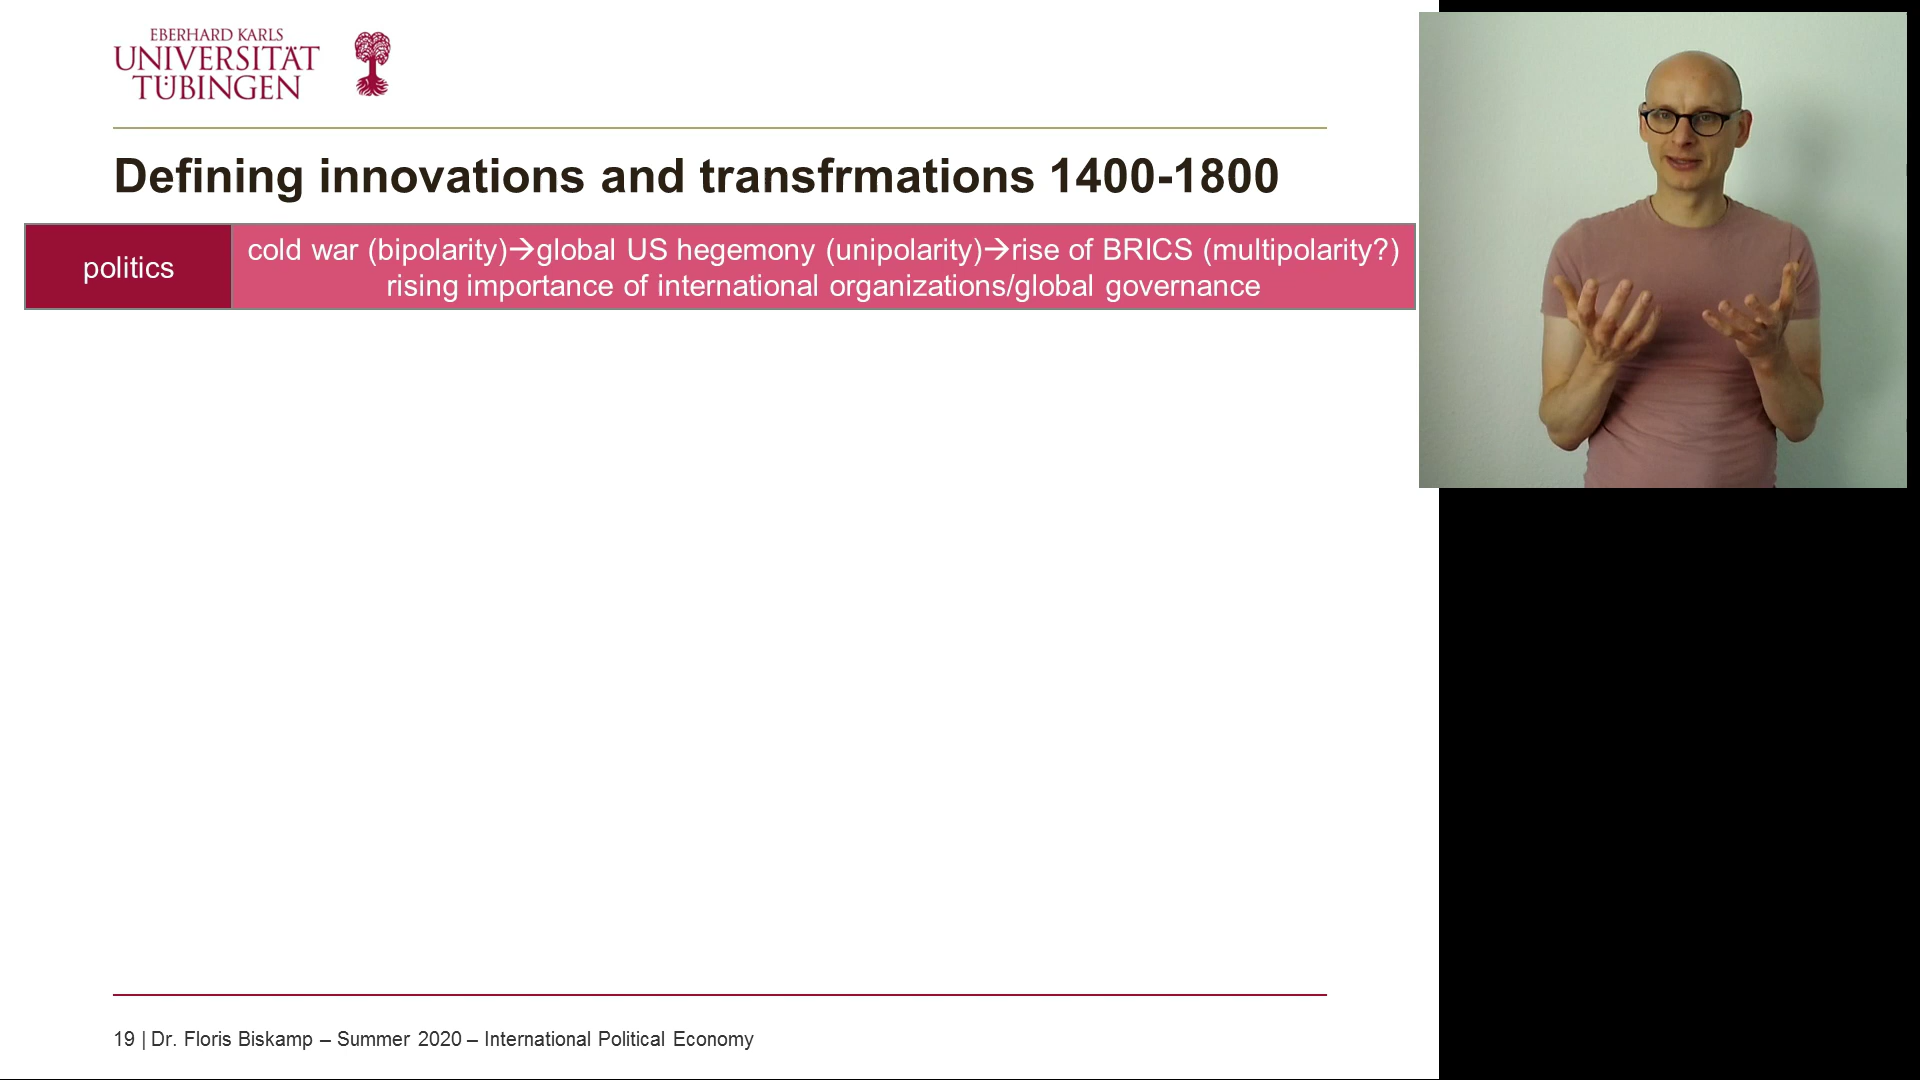 EBERHARD KARLS
UNIVERSITÄT
TÜBINGEN
Defining innovations and transfrmations 1400-1800
politics
cold war (bipolarity)→global US hegemony (unipolarity)→rise of BRICS (multipolarity?)
rising importance of international organizations/global governance
19 | Dr. Floris Biskamp – Summer 2020 – International Political Economy